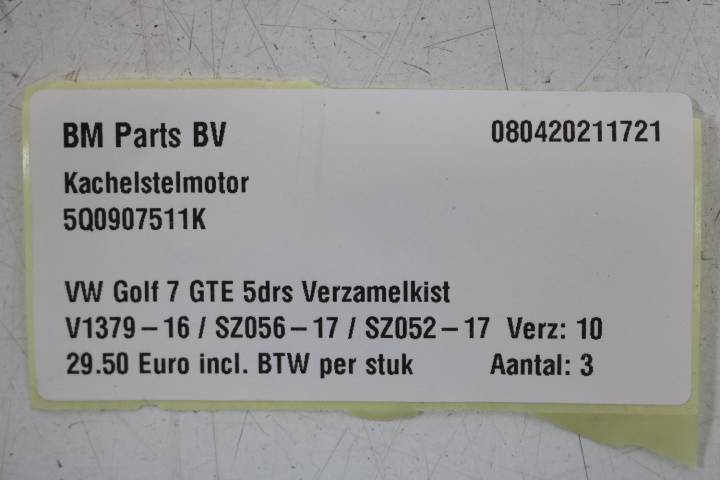 BM Parts BV 080420211721
Kachelstelmotor
5Q0907511K
VW Golf 7 GTE 5drs Verzamelkist
V1379-16 / SZ056-17 / SZ052-17 Verz: 10
29.50 Euro incl. BTW per stuk Aantal: 3